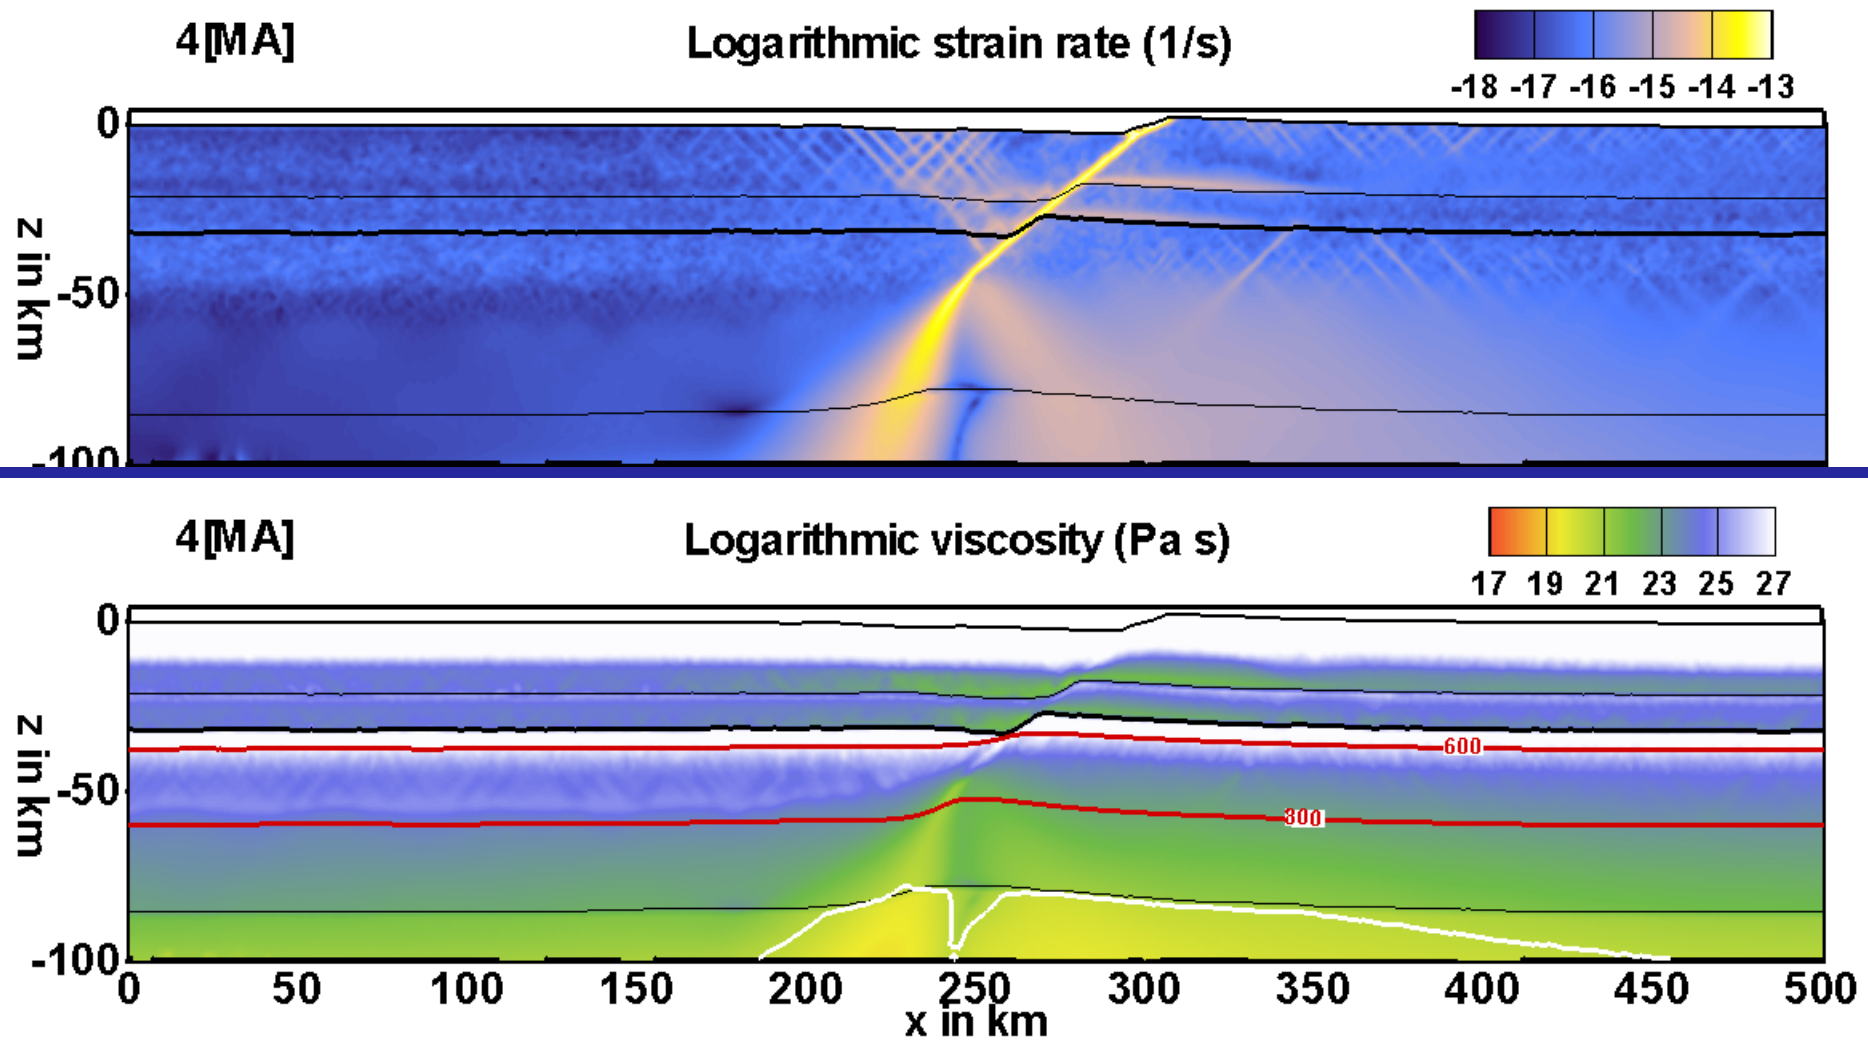 4[MA]
Logarithmic strain rate (1/s)
-18 -17 -16 -15 -14 -13
0
-50
-100
z in km
4[MA]
Logarithmic viscosity (Pa s)
17 19 21 23 25 27
0
-50
-100
z in km
600
800
0 50 100 150 200 250 300 350 400 450 500
x in km